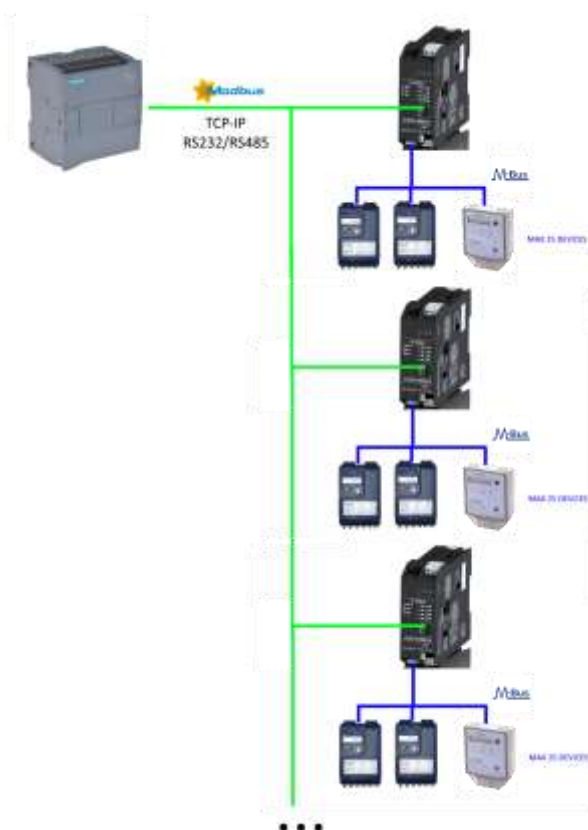 Modbus
TCP-IP
RS232/RS485
MBus
MAX 25 DEVICES
MBus
MAX 25 DEVICES
MBus
MAX 25 DEVICES